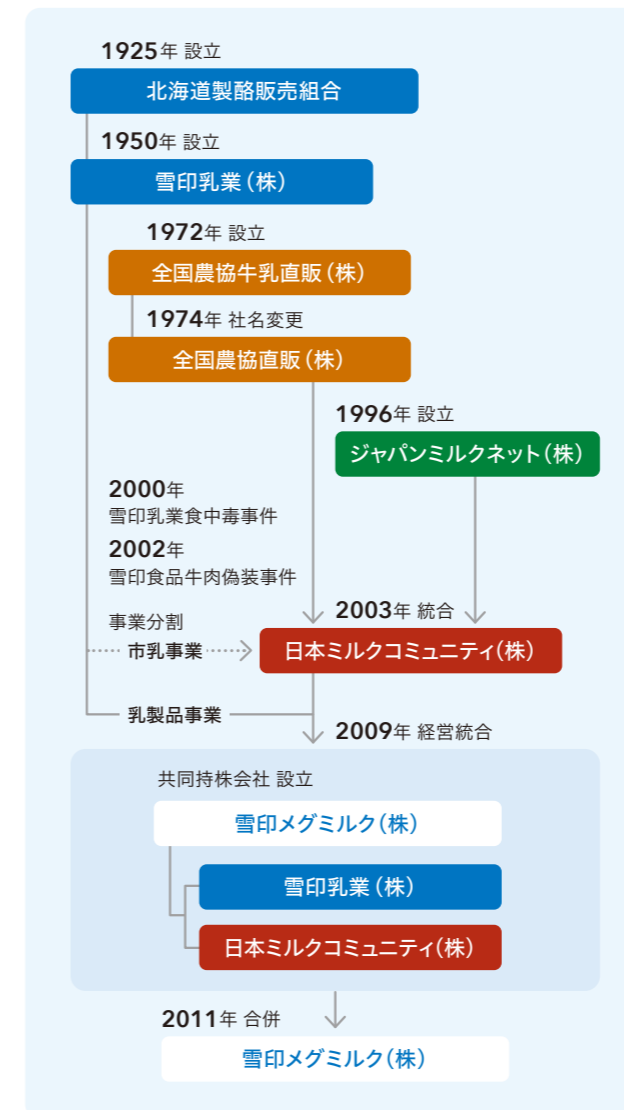 1925年 設立
北海道製酪販売組合
1950年 設立
雪印乳業(株)
1972年 設立
全国農協牛乳直販(株)
1974年 社名変更
全国農協直販(株)
1996年 設立
ジャパンミルクネット(株)
2000年
雪印乳業食中毒事件
2002年
雪印食品牛肉偽装事件
2003年 統合
事業分割
市乳事業
日本ミルクコミュニティ(株)
乳製品事業
2009年 経営統合
共同持株会社 設立
雪印メグミルク(株)
雪印乳業(株)
日本ミルクコミュニティ(株)
2011年 合併
雪印メグミルク(株)